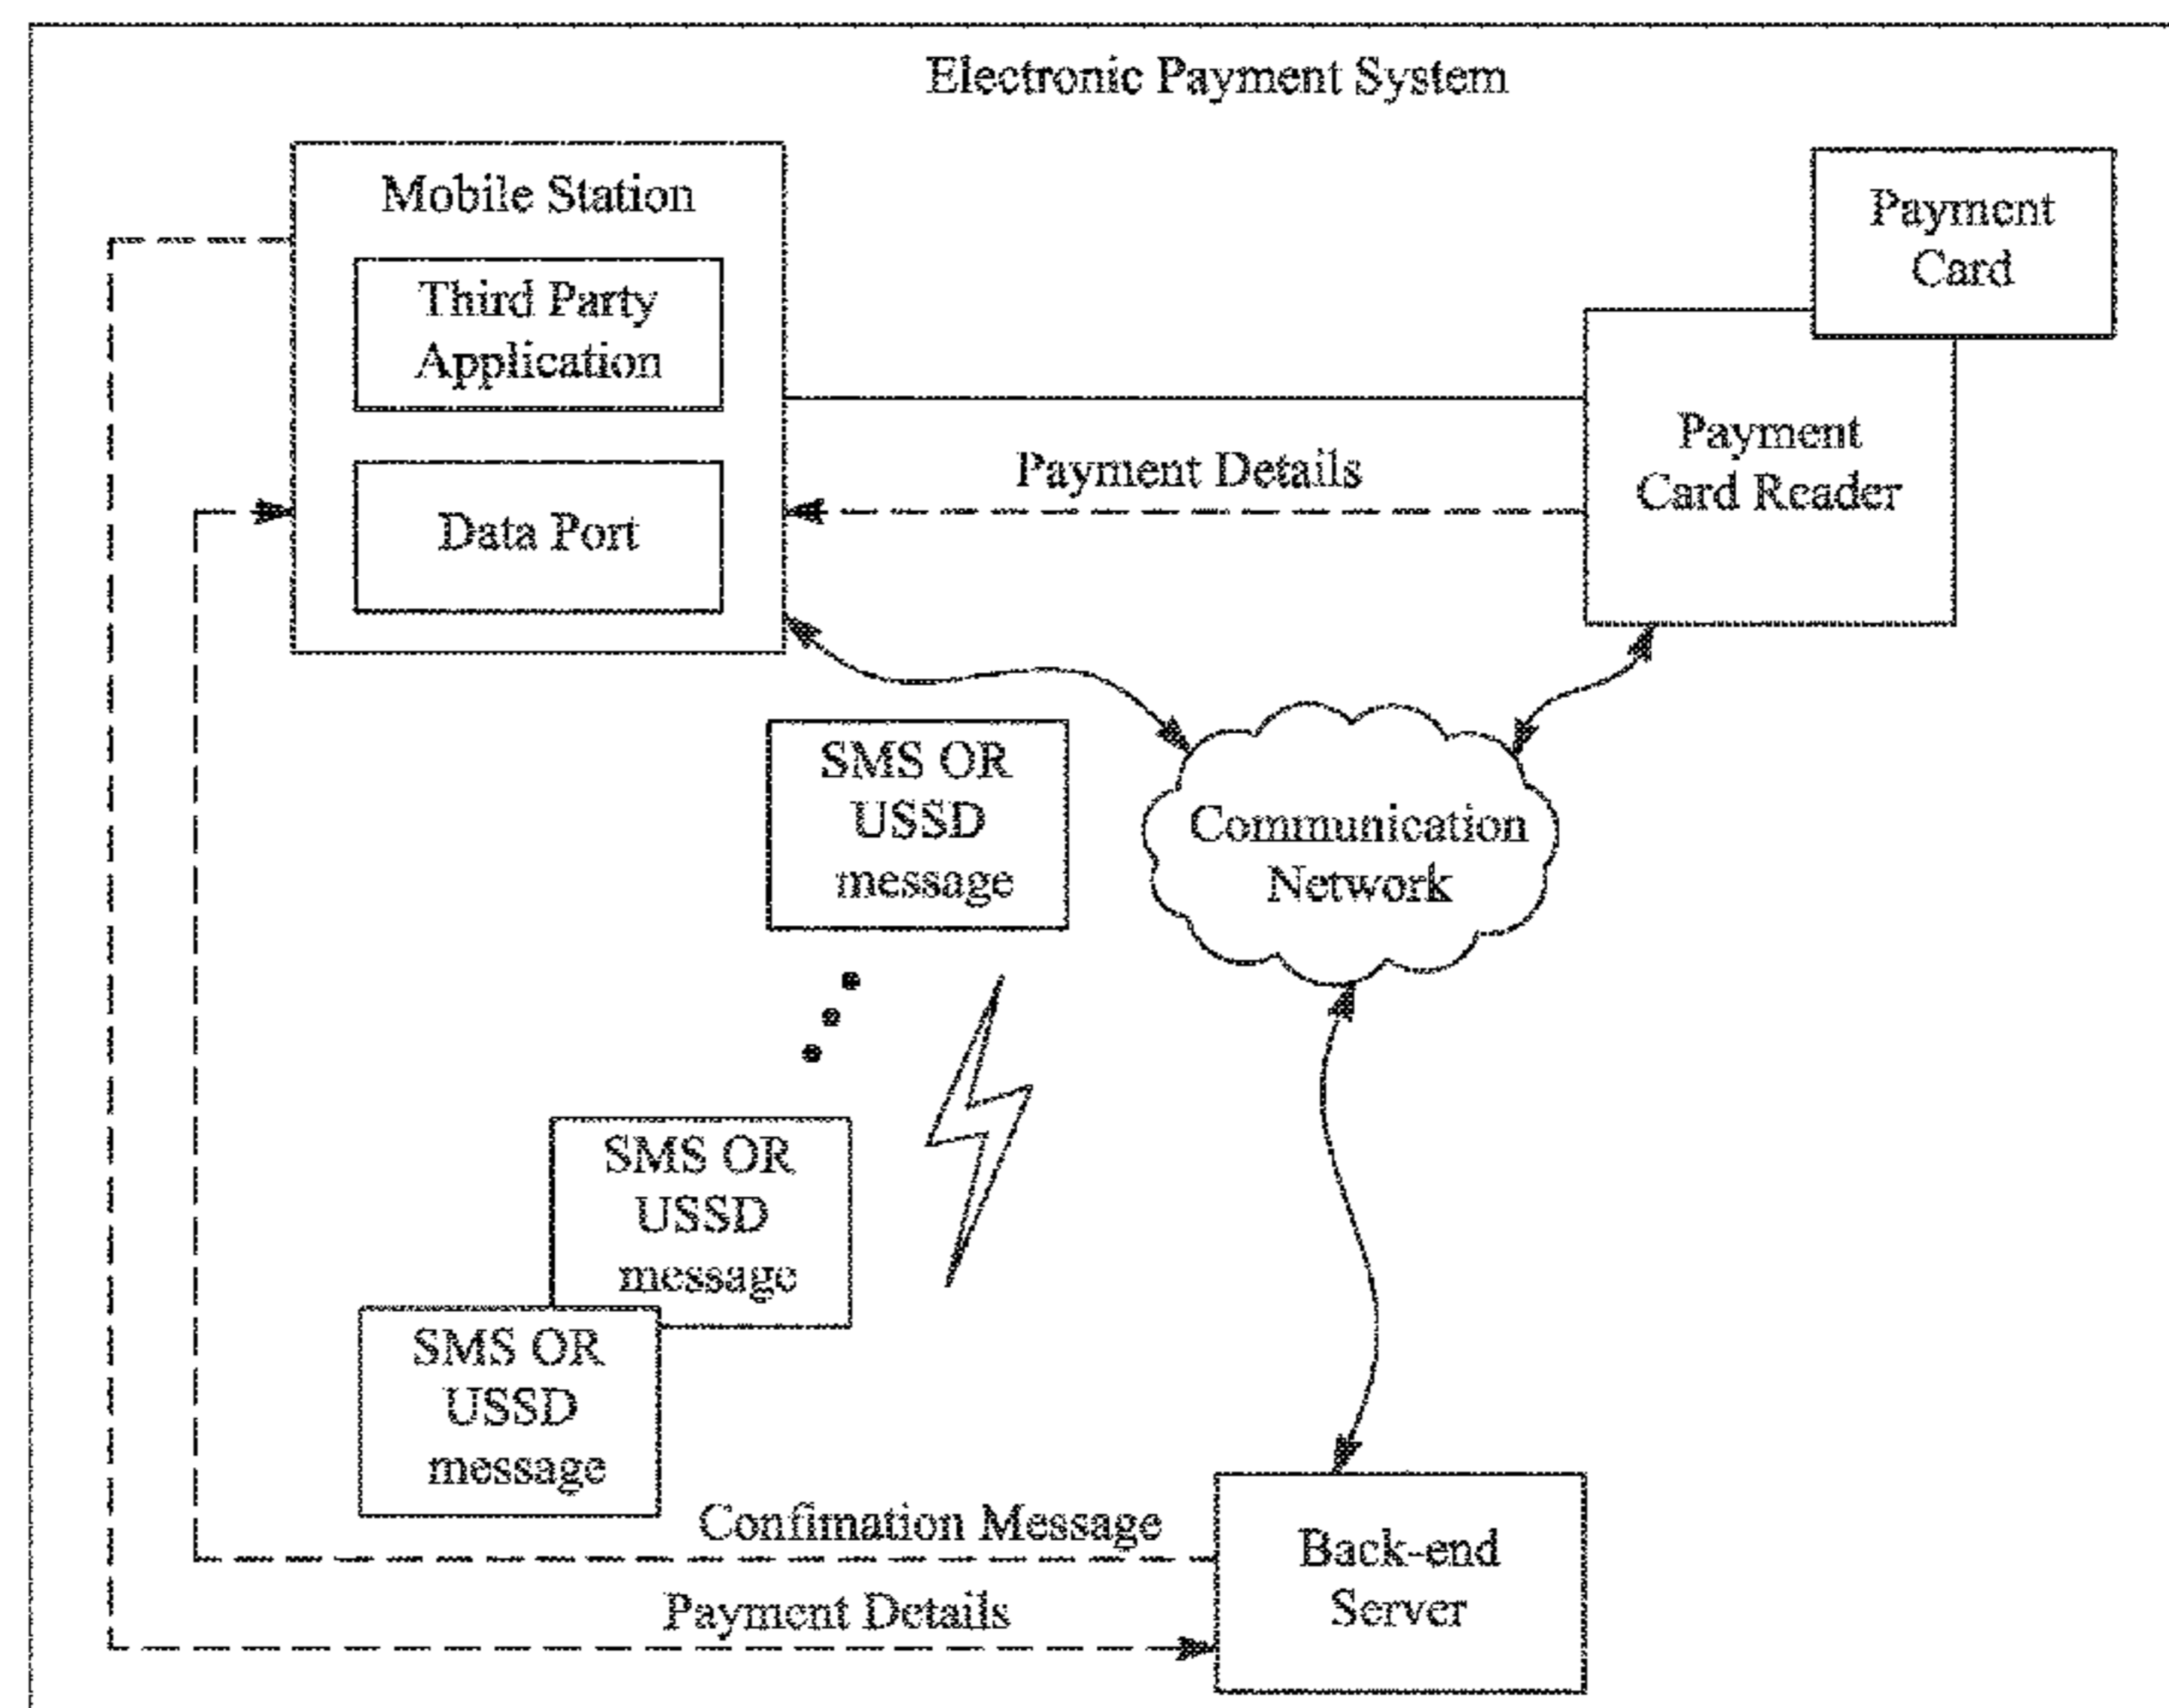 Electronic Payment System
Mobile Station
Third Party
Application
Data Port
Payment
Card
Payment
Card Reader
Payment Details
SMS OR
USSD
message
Communication
Network
SMS OR
USSD
message
SMS OR
USSD
message
Confimation Message
Payment Details
Back-end
Server